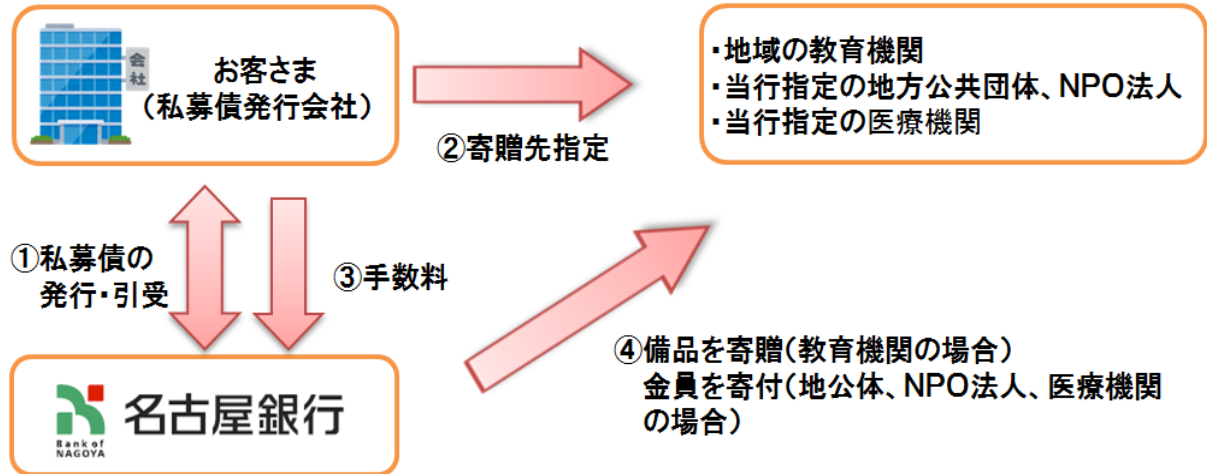 会社
お客さま
(私募債発行会社)
・地域の教育機関
・当行指定の地方公共団体、NPO法人
・当行指定の医療機関
②寄贈先指定
①私募債の
発行・引受
③手数料
④備品を寄贈(教育機関の場合)
金員を寄付(地公体、NPO法人、医療機関
の場合)
Bank of
NAGOYA
名古屋銀行